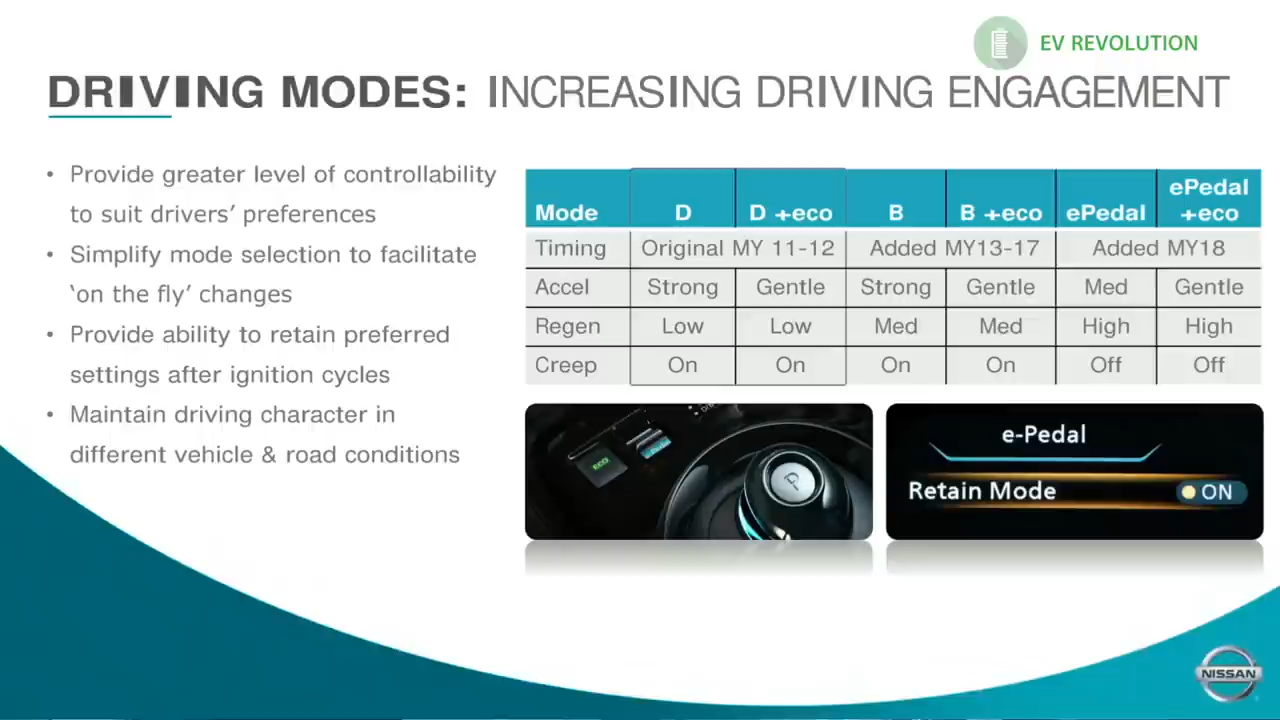 EV REVOLUTION
DRIVING MODES: INCREASING DRIVING ENGAGEMENT
• Provide greater level of controllability
to suit drivers’ preferences
• Simplify mode selection to facilitate
‘on the fly’ changes
• Provide ability to retain preferred
settings after ignition cycles
• Maintain driving character in
different vehicle & road conditions
Mode D D +eco B B +eco ePedal ePedal +eco
Timing Original MY 11-12 Added MY13-17 Added MY18
Accel Strong Gentle Strong Gentle Med Gentle
Regen Low Low Med Med High High
Creep On On On On Off Off
ECO
P
e-Pedal
Retain Mode ON
NISSAN